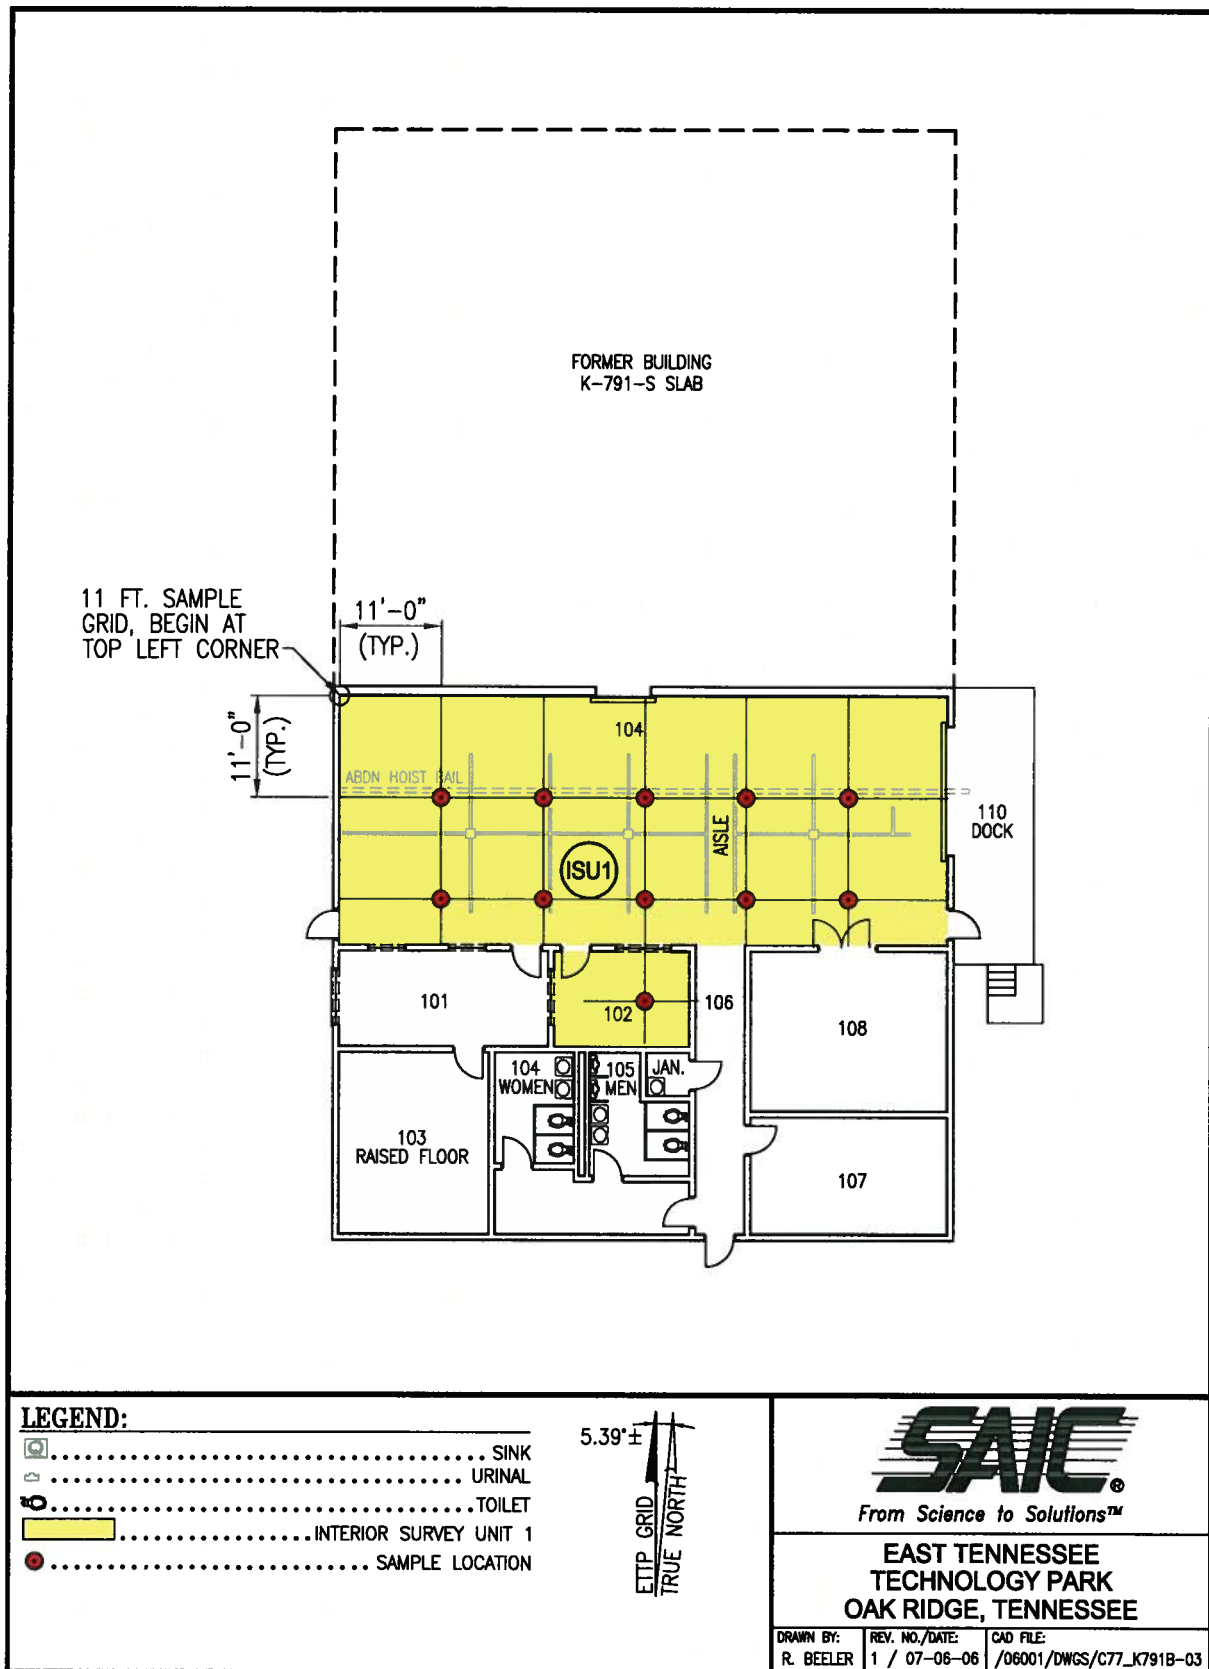 FORMER BUILDING
K-791-S SLAB
11 FT. SAMPLE
GRID, BEGIN AT
TOP LEFT CORNER
11'-0"
(TYP.)
11'-0"
(TYP.)
104
ABDN HOIST RAIL
AISLE
110
DOCK
ISU1
101
102
106
108
104
WOMEN
105
MEN
JAN.
103
RAISED FLOOR
107
LEGEND:
SINK
URINAL
TOILET
INTERIOR SURVEY UNIT 1
SAMPLE LOCATION
5.39°±
ETTP GRID
TRUE NORTH
SAIC®
From Science to Solutions™
EAST TENNESSEE
TECHNOLOGY PARK
OAK RIDGE, TENNESSEE
DRAWN BY: REV. NO./DATE: CAD FILE:
R. BEELER 1 / 07-06-06 /06001/DWGS/C77_K791B-03